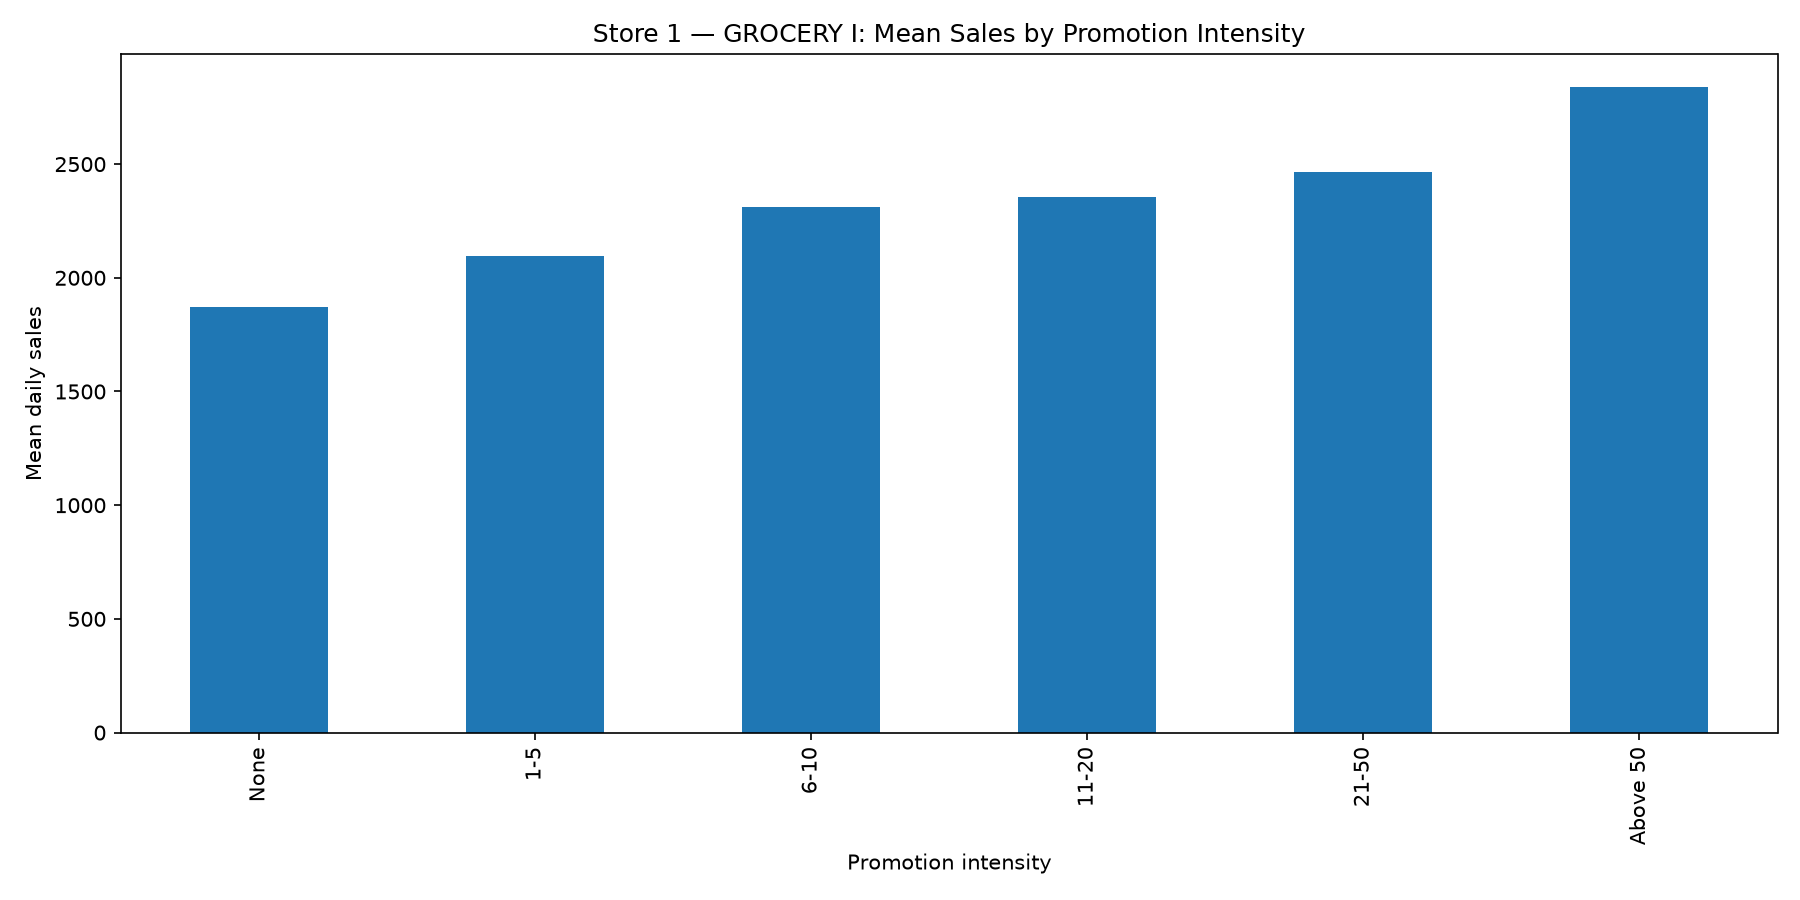 Store 1 — GROCERY I: Mean Sales by Promotion Intensity
Mean daily sales
2500
2000
1500
1000
500
0
None
1-5
6-10
11-20
21-50
Above 50
Promotion intensity